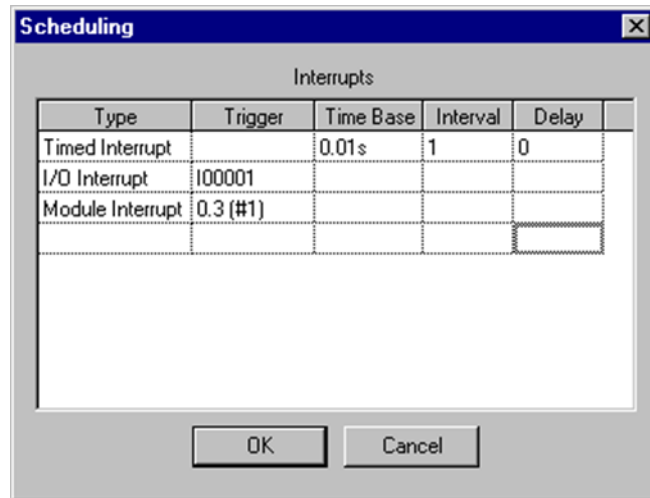 Scheduling
Interrupts
Type Trigger Time Base Interval Delay
Timed Interrupt 0.01s 1 0
I/O Interrupt I00001
Module Interrupt 0.3 (#1)
OK Cancel